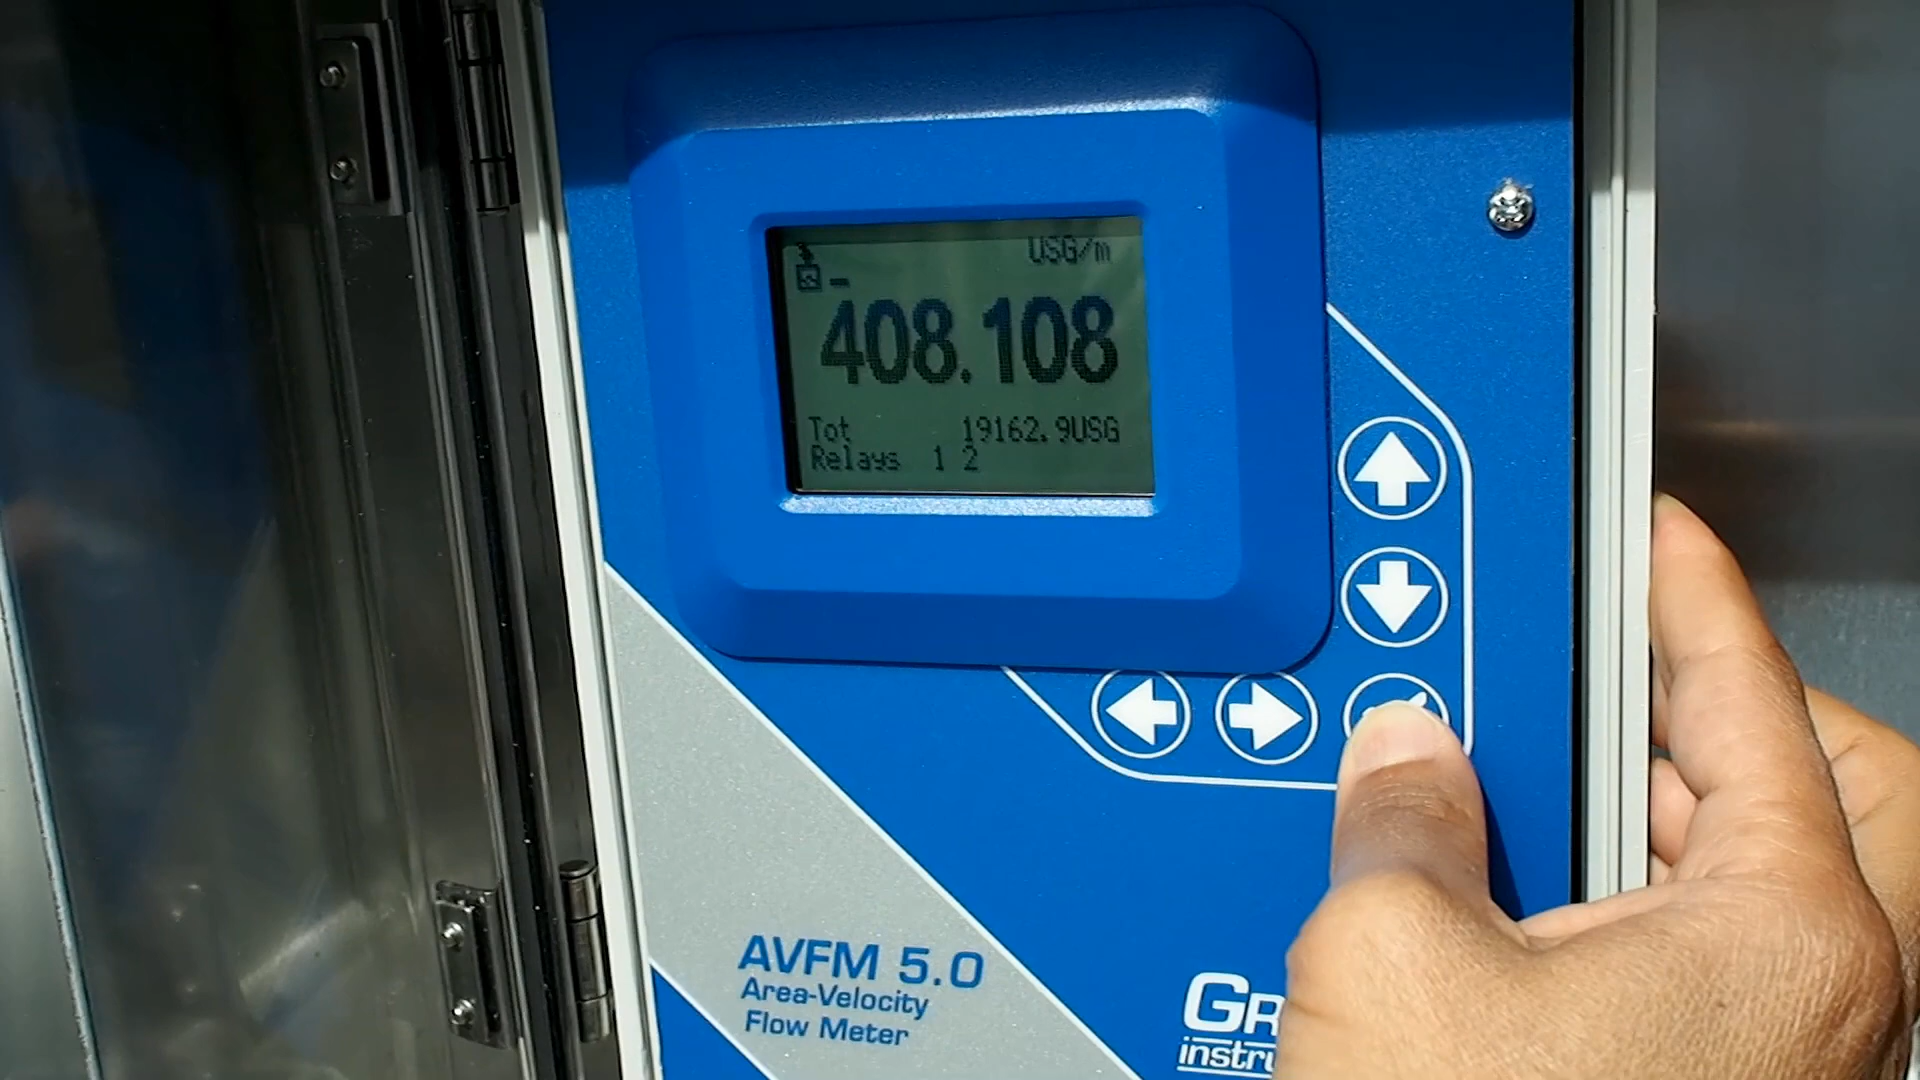 USG/m
408.108
Tot 19162.9USG
Relays 1 2
AVFM 5.0
Area-Velocity
Flow Meter